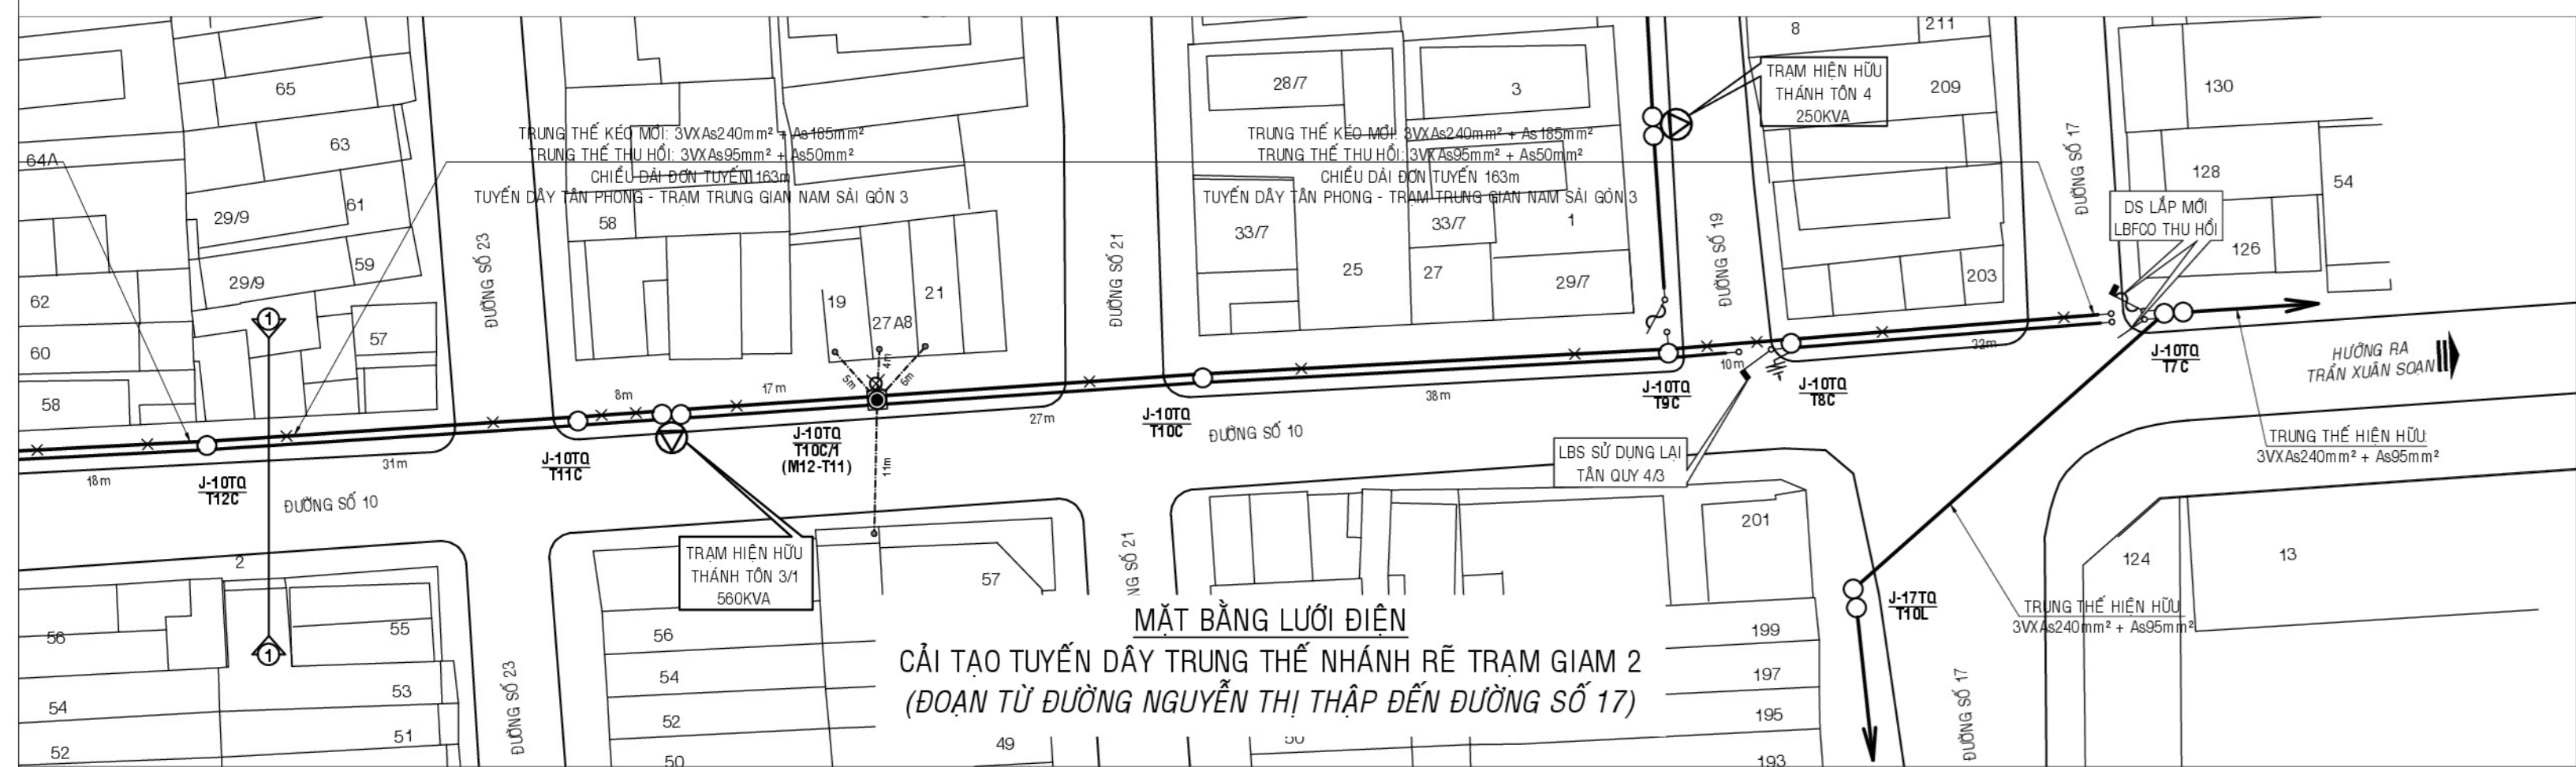 65
63
64A
61
29/9
59
29/9
62
57
60
58
TRUNG THẾ KÉO MỚI: 3VXAs240mm² + As185mm²
TRUNG THẾ THU HỒI: 3VXAs95mm² + As50mm²
CHIỀU DÀI ĐƠN TUYẾN 163m
TUYẾN DÂY TÂN PHONG - TRẠM TRUNG GIAN NAM SÀI GÒN 3
58
19
27A8
21
ĐƯỜNG SỐ 23
ĐƯỜNG SỐ 21
28/7
3
TRUNG THẾ KÉO MỚI: 3VXAs240mm² + As185mm²
TRUNG THẾ THU HỒI: 3VXAs95mm² + As50mm²
CHIỀU DÀI ĐƠN TUYẾN 163m
TUYẾN DÂY TÂN PHONG - TRẠM TRUNG GIAN NAM SÀI GÒN 3
33/7
33/7
1
25
27
29/7
ĐƯỜNG SỐ 19
8
211
TRẠM HIỆN HỮU
THÁNH TÔN 4
250KVA
209
203
ĐƯỜNG SỐ 17
130
128
54
DS LẮP MỚI
LBFCO THU HỒI
126
1
18m
J-10TQ
T12C
31m
J-10TQ
T11C
8m
17m
5m
4m
6m
11m
J-10TQ
T10C/1
(M12-T11)
27m
J-10TQ
T10C
38m
J-10TQ
T9C
10m
J-10TQ
T8C
32m
J-10TQ
T7C
HƯỚNG RA
TRẦN XUÂN SOẠN
ĐƯỜNG SỐ 10
ĐƯỜNG SỐ 10
LBS SỬ DỤNG LẠI
TÂN QUY 4/3
TRUNG THẾ HIỆN HỮU:
3VXAs240mm² + As95mm²
TRẠM HIỆN HỮU
THÁNH TÔN 3/1
560KVA
2
56
55
1
54
53
52
51
ĐƯỜNG SỐ 23
56
54
52
50
57
49
NG SỐ 21
201
199
197
195
193
J-17TQ
T10L
TRUNG THẾ HIỆN HỮU
3VXAs240mm² + As95mm²
ĐƯỜNG SỐ 17
124
13
MẶT BẰNG LƯỚI ĐIỆN
CẢI TẠO TUYẾN DÂY TRUNG THẾ NHÁNH RẼ TRẠM GIAM 2
(ĐOẠN TỪ ĐƯỜNG NGUYỄN THỊ THẬP ĐẾN ĐƯỜNG SỐ 17)